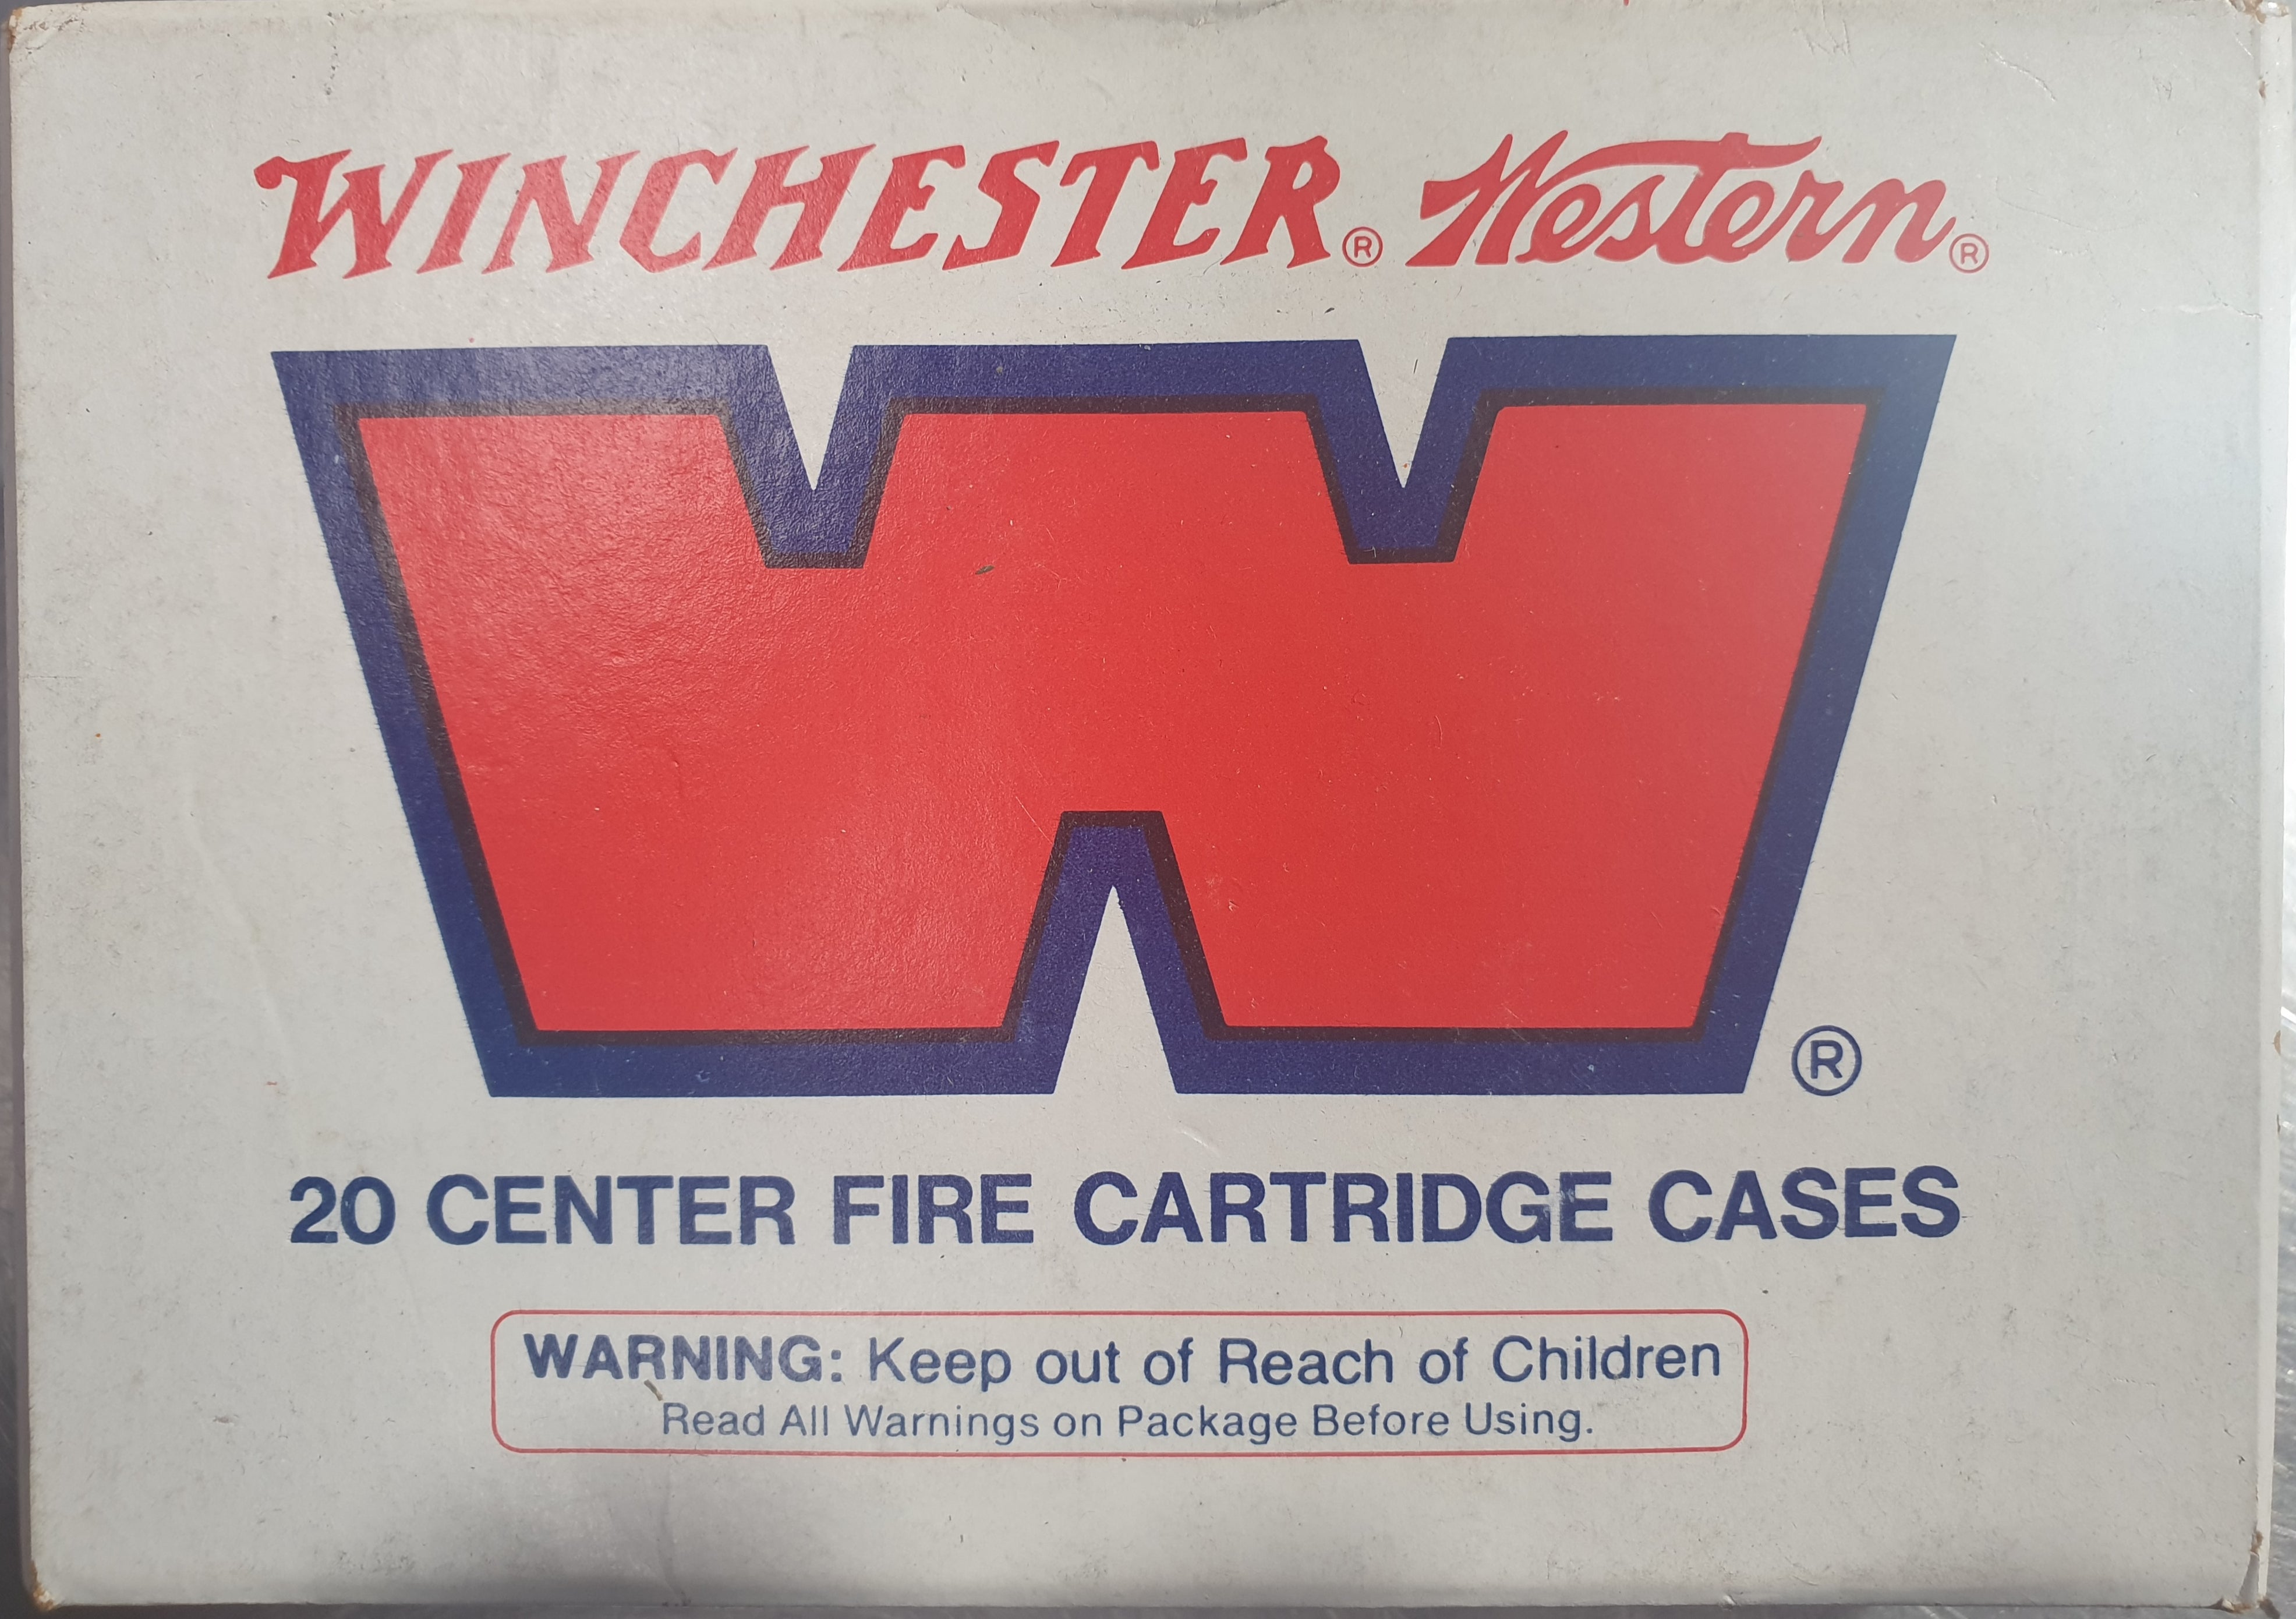 WINCHESTER® Western®
W®
20 CENTER FIRE CARTRIDGE CASES
WARNING: Keep out of Reach of Children
Read All Warnings on Package Before Using.